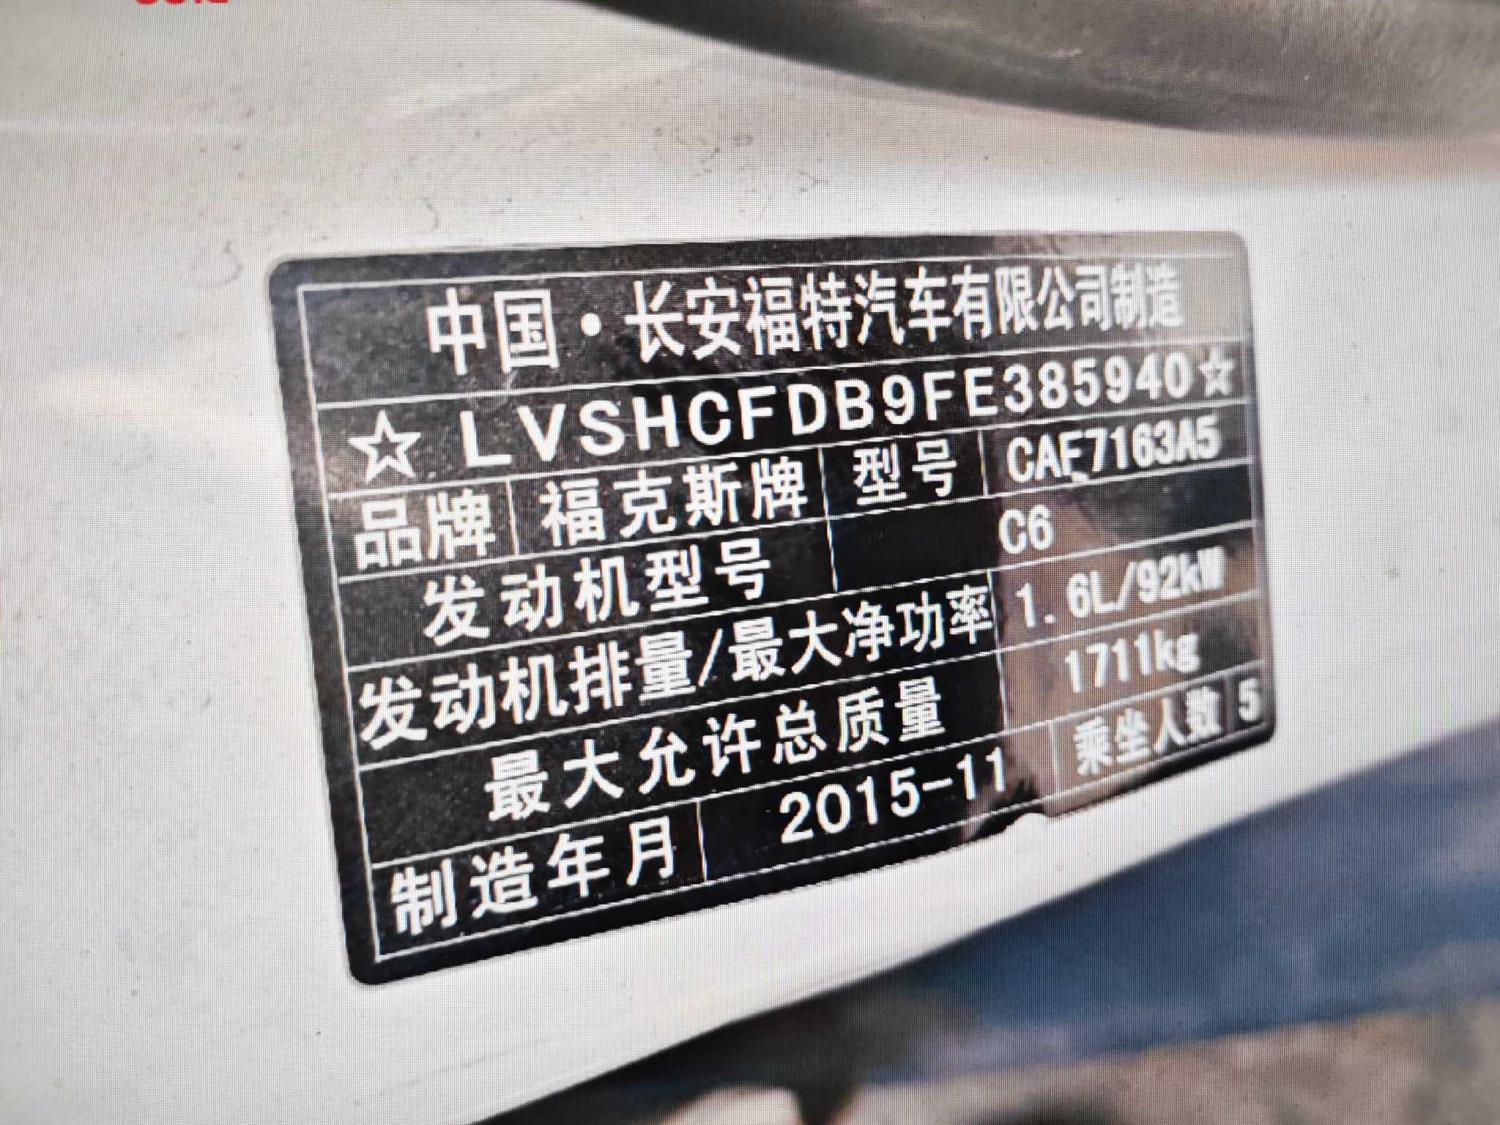 中国·长安福特汽车有限公司制造
☆LVSHCFDB9FE385940☆
品牌 福克斯牌 型号 CAF7163A5
发动机型号 C6
发动机排量/最大净功率 1.6L/92kW
最大允许总质量 1711kg
制造年月 2015-11 乘坐人数 5